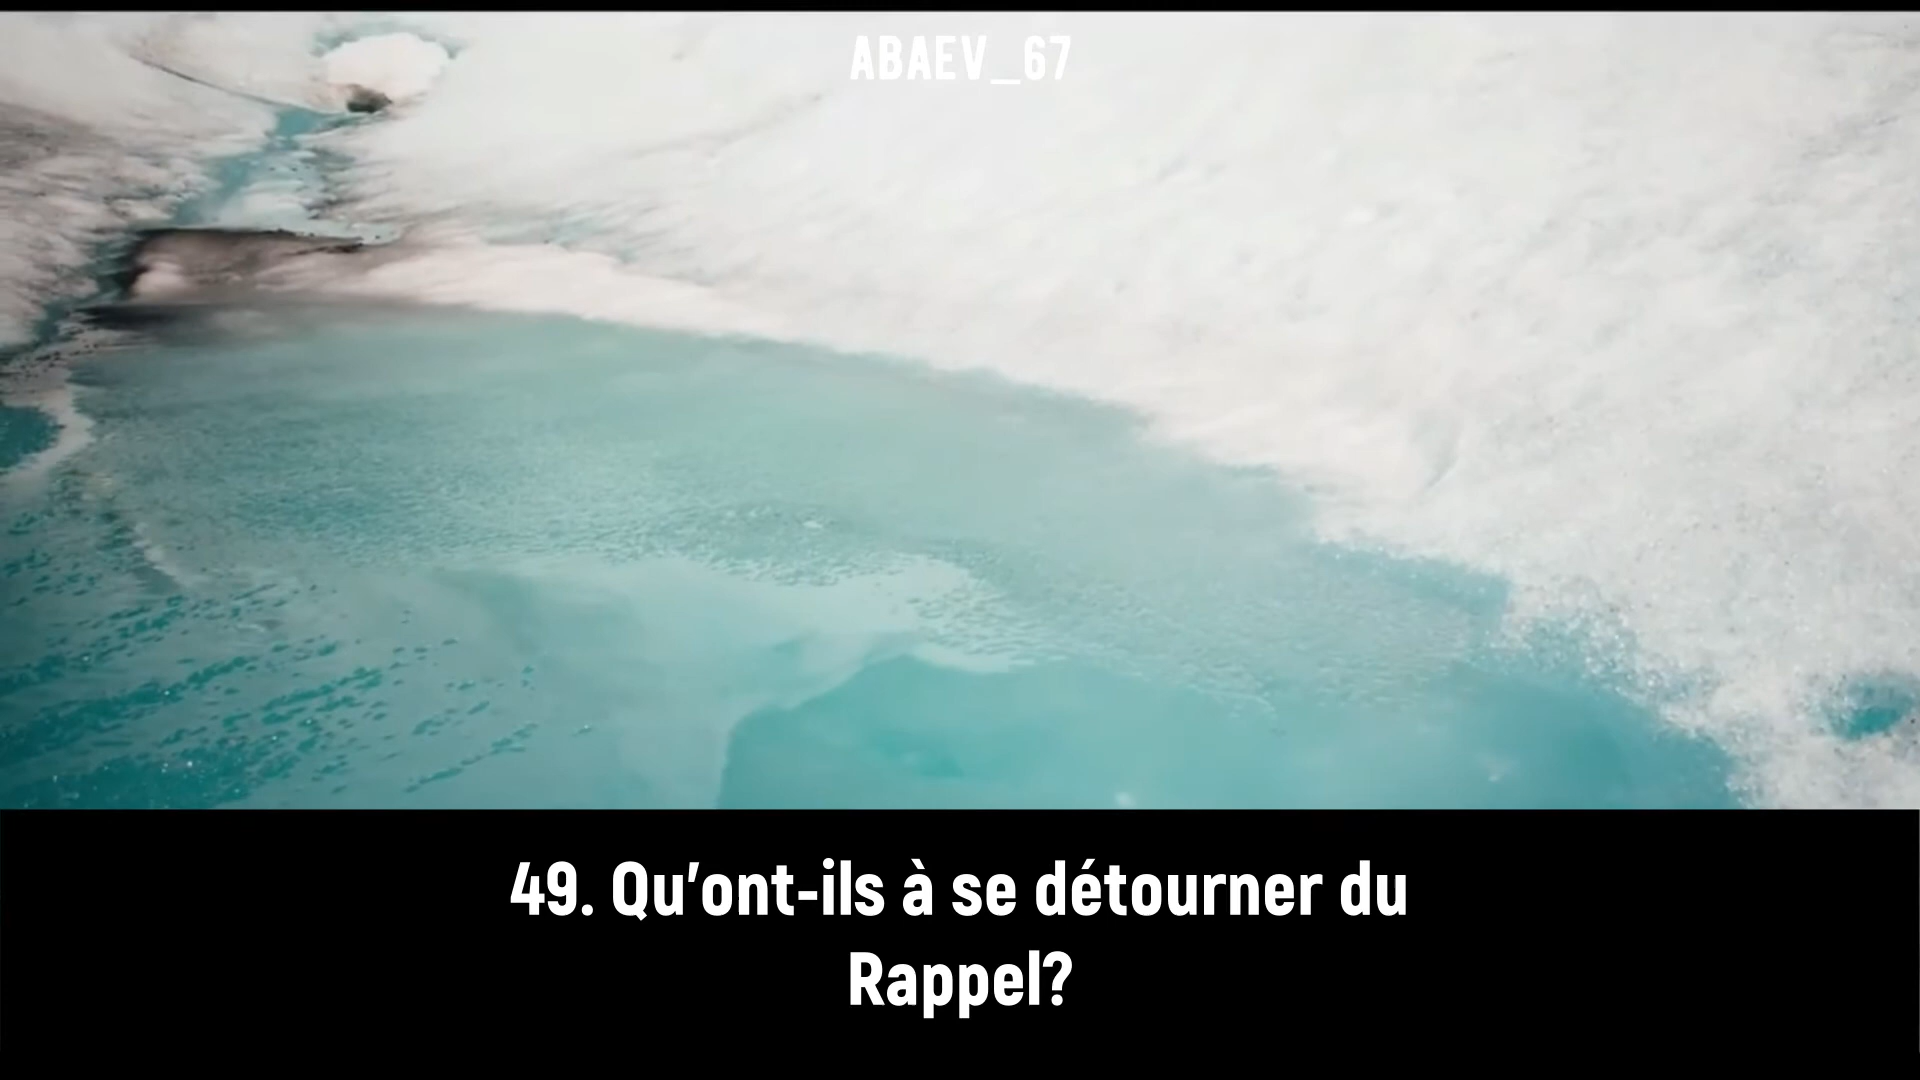 ABAEV_67
49. Qu'ont-ils à se détourner du
Rappel?